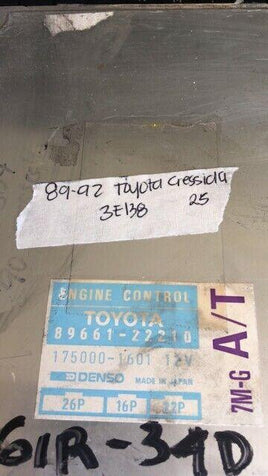 89-92 Toyota Cressida
3E138 25
ENGINE CONTROL
TOYOTA
89661-22210
175000-1601 12V
DENSO MADE IN JAPAN
26P 16P 22P
7M-G A/T
61R-34D